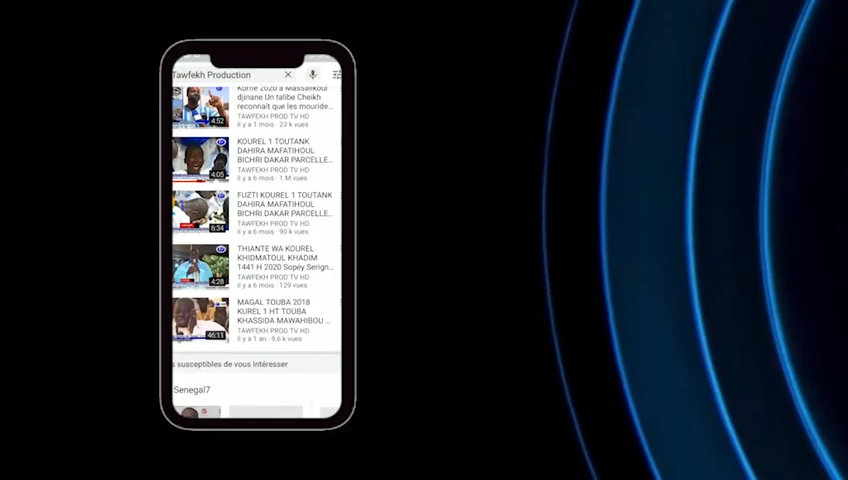 Tawfekh Production
Korité 2020 à Massalikoul
djinane Un talibe Cheikh
reconnaît que les mouride...
TAWFEKH PROD TV HD
il y a 1 mois · 23 k vues
4:52
KOUREL 1 TOUTANK
DAHIRA MAFATIHOUL
BICHRI DAKAR PARCELLE...
TAWFEKH PROD TV HD
il y a 6 mois · 1 M vues
4:05
FUZTI KOUREL 1 TOUTANK
DAHIRA MAFATIHOUL
BICHRI DAKAR PARCELLE...
TAWFEKH PROD TV HD
il y a 6 mois · 90 k vues
6:34
THIANTE WA KOUREL
KHIDMATOUL KHADIM
1441 H 2020 Sopéy Serign...
TAWFEKH PROD TV HD
il y a 6 mois · 129 vues
4:28
MAGAL TOUBA 2018
KUREL 1 HT TOUBA
KHASSIDA MAWAHIBOU ...
TAWFEKH PROD TV HD
il y a 1 an · 9,6 k vues
46:11
s susceptibles de vous intéresser
Senegal7